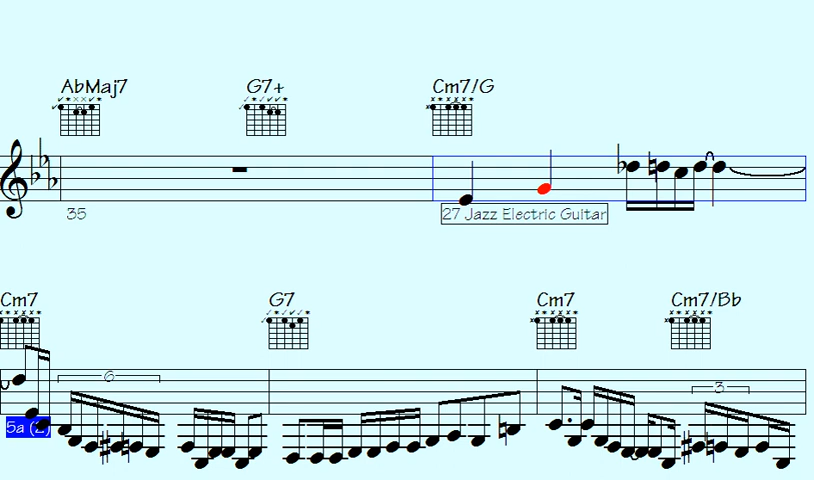 AbMaj7 G7+ Cm7/G
35
27 Jazz Electric Guitar
Cm7 G7 Cm7 Cm7/Bb
6
3
5a (2)